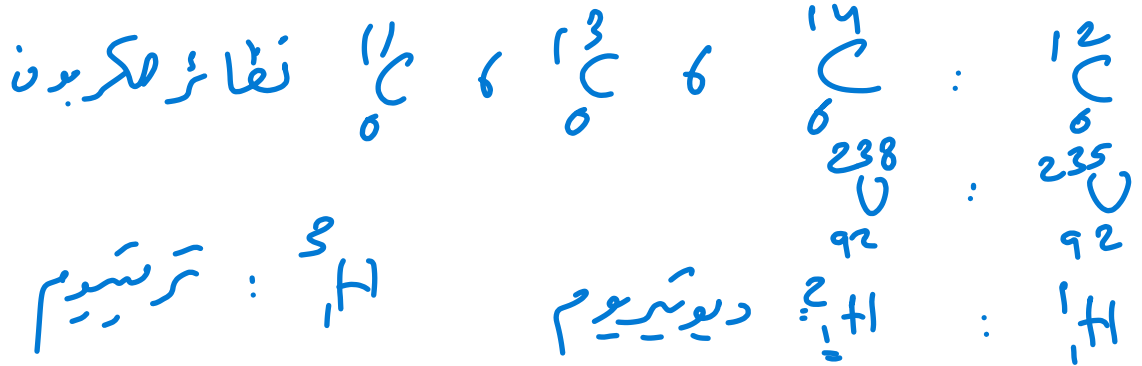 ¹²₆C : ¹⁴₆C ، ¹³₆C ، ¹¹₆C نظائر الكربون
²³⁵₉₂U : ²³⁸₉₂U
¹₁H : ²₁H ديوتيريوم ³₁H : ترتيوم